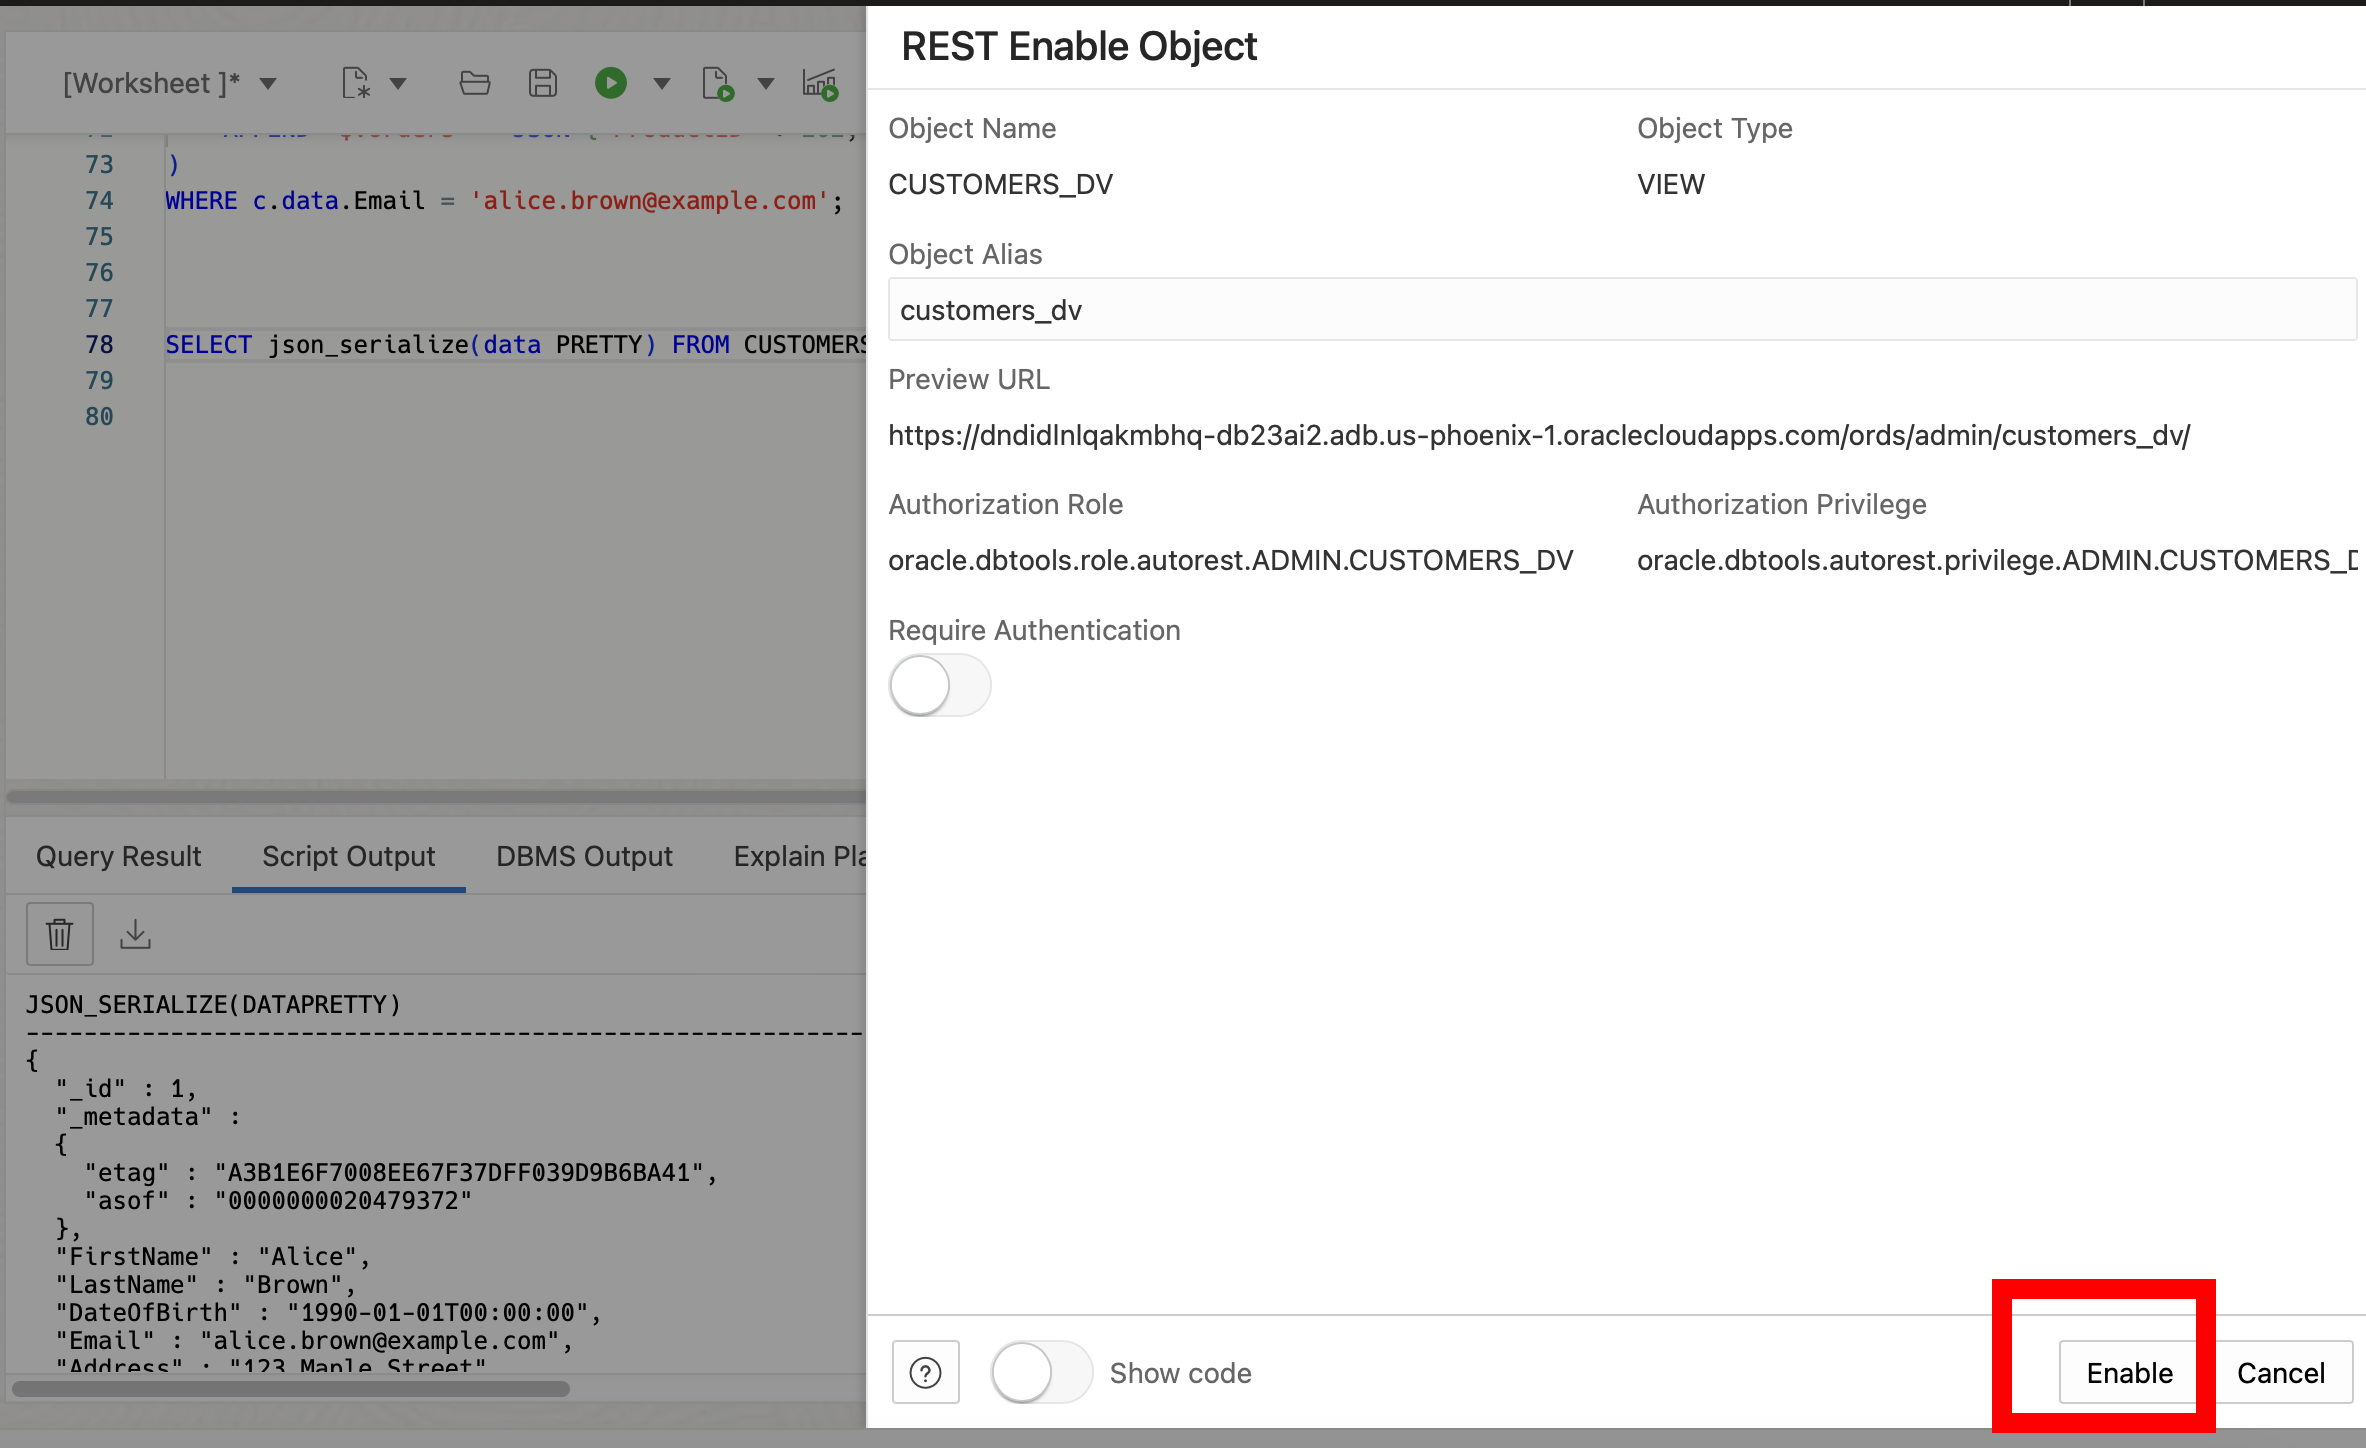 [Worksheet ]*
73 )
74 WHERE c.data.Email = 'alice.brown@example.com';
75
76
77
78 SELECT json_serialize(data PRETTY) FROM CUSTOMERS
79
80
Query Result Script Output DBMS Output Explain Pla
JSON_SERIALIZE(DATAPRETTY)
----------------------------------------------------------
{
"_id" : 1,
"_metadata" :
{
"etag" : "A3B1E6F7008EE67F37DFF039D9B6BA41",
"asof" : "0000000020479372"
},
"FirstName" : "Alice",
"LastName" : "Brown",
"DateOfBirth" : "1990-01-01T00:00:00",
"Email" : "alice.brown@example.com",
"Address" : "123 Maple Street"
REST Enable Object
Object Name Object Type
CUSTOMERS_DV VIEW
Object Alias
customers_dv
Preview URL
https://dndidlnlqakmbhq-db23ai2.adb.us-phoenix-1.oraclecloudapps.com/ords/admin/customers_dv/
Authorization Role Authorization Privilege
oracle.dbtools.role.autorest.ADMIN.CUSTOMERS_DV oracle.dbtools.autorest.privilege.ADMIN.CUSTOMERS_D
Require Authentication
? Show code Enable Cancel